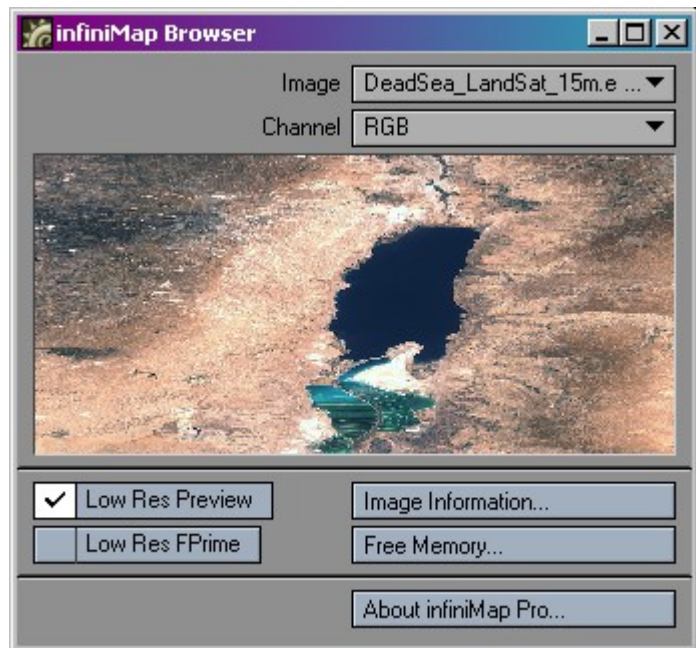 infiniMap Browser
Image DeadSea_LandSat_15m.e ...
Channel RGB
Low Res Preview Image Information...
Low Res FPrime Free Memory...
About infiniMap Pro...